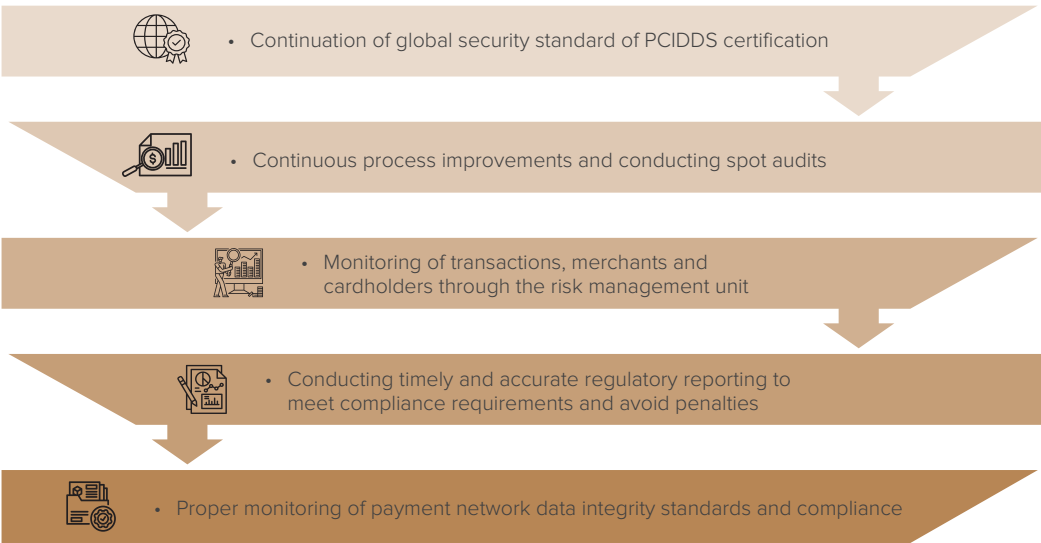 • Continuation of global security standard of PCIDDS certification
• Continuous process improvements and conducting spot audits
• Monitoring of transactions, merchants and
cardholders through the risk management unit
• Conducting timely and accurate regulatory reporting to
meet compliance requirements and avoid penalties
• Proper monitoring of payment network data integrity standards and compliance